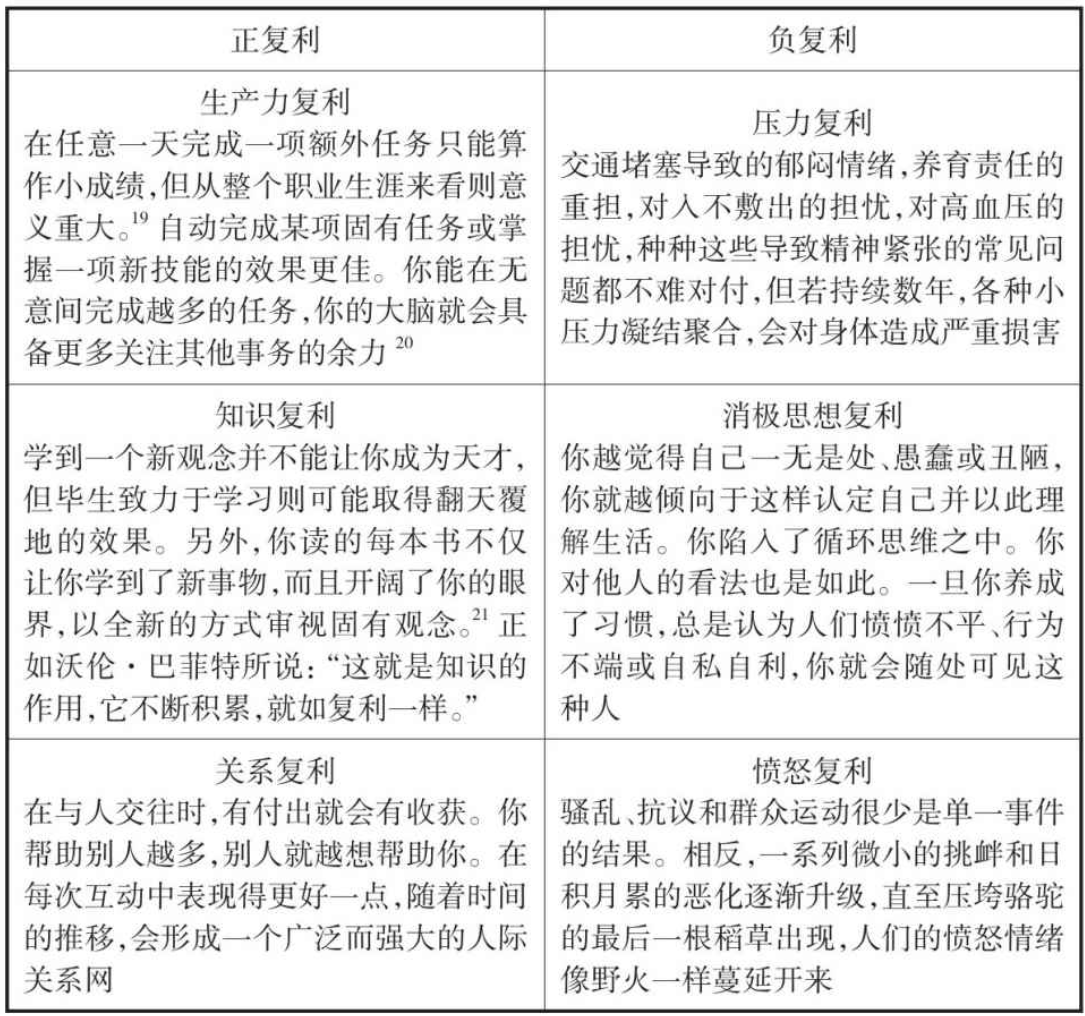 正复利
负复利
生产力复利
在任意一天完成一项额外任务只能算
作小成绩,但从整个职业生涯来看则意
义重大。19 自动完成某项固有任务或掌
握一项新技能的效果更佳。你能在无
意间完成越多的任务,你的大脑就会具
备更多关注其他事务的余力 20
压力复利
交通堵塞导致的郁闷情绪,养育责任的
重担,对入不敷出的担忧,对高血压的
担忧,种种这些导致精神紧张的常见问
题都不难对付,但若持续数年,各种小
压力凝结聚合,会对身体造成严重损害
知识复利
学到一个新观念并不能让你成为天才,
但毕生致力于学习则可能取得翻天覆
地的效果。另外,你读的每本书不仅
让你学到了新事物,而且开阔了你的眼
界,以全新的方式审视固有观念。21 正
如沃伦·巴菲特所说:“这就是知识的
作用,它不断积累,就如复利一样。”
消极思想复利
你越觉得自己一无是处、愚蠢或丑陋,
你就越倾向于这样认定自己并以此理
解生活。你陷入了循环思维之中。你
对他人的看法也是如此。一旦你养成
了习惯,总是认为人们愤愤不平、行为
不端或自私自利,你就会随处可见这
种人
关系复利
在与人交往时,有付出就会有收获。你
帮助别人越多,别人就越想帮助你。在
每次互动中表现得更好一点,随着时间
的推移,会形成一个广泛而强大的人际
关系网
愤怒复利
骚乱、抗议和群众运动很少是单一事件
的结果。相反,一系列微小的挑衅和日
积月累的恶化逐渐升级,直至压垮骆驼
的最后一根稻草出现,人们的愤怒情绪
像野火一样蔓延开来